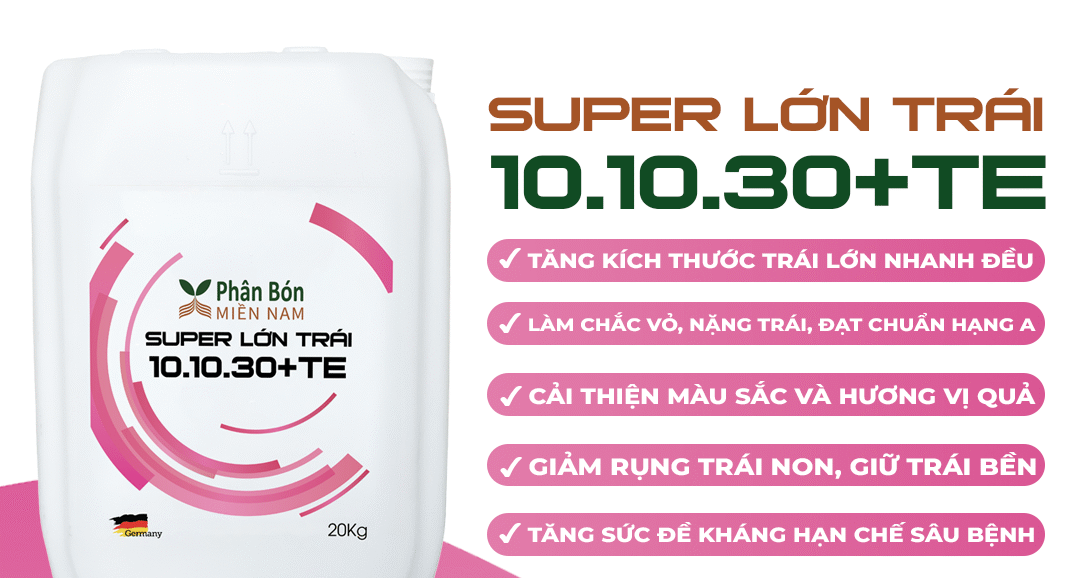 SUPER LỚN TRÁI
10.10.30+TE
✓ TĂNG KÍCH THƯỚC TRÁI LỚN NHANH ĐỀU
✓ LÀM CHẮC VỎ, NẶNG TRÁI, ĐẠT CHUẨN HẠNG A
✓ CẢI THIỆN MÀU SẮC VÀ HƯƠNG VỊ QUẢ
✓ GIẢM RỤNG TRÁI NON, GIỮ TRÁI BỀN
✓ TĂNG SỨC ĐỀ KHÁNG HẠN CHẾ SÂU BỆNH
Phân Bón
MIỀN NAM
SUPER LỚN TRÁI
10.10.30+TE
Germany
20Kg